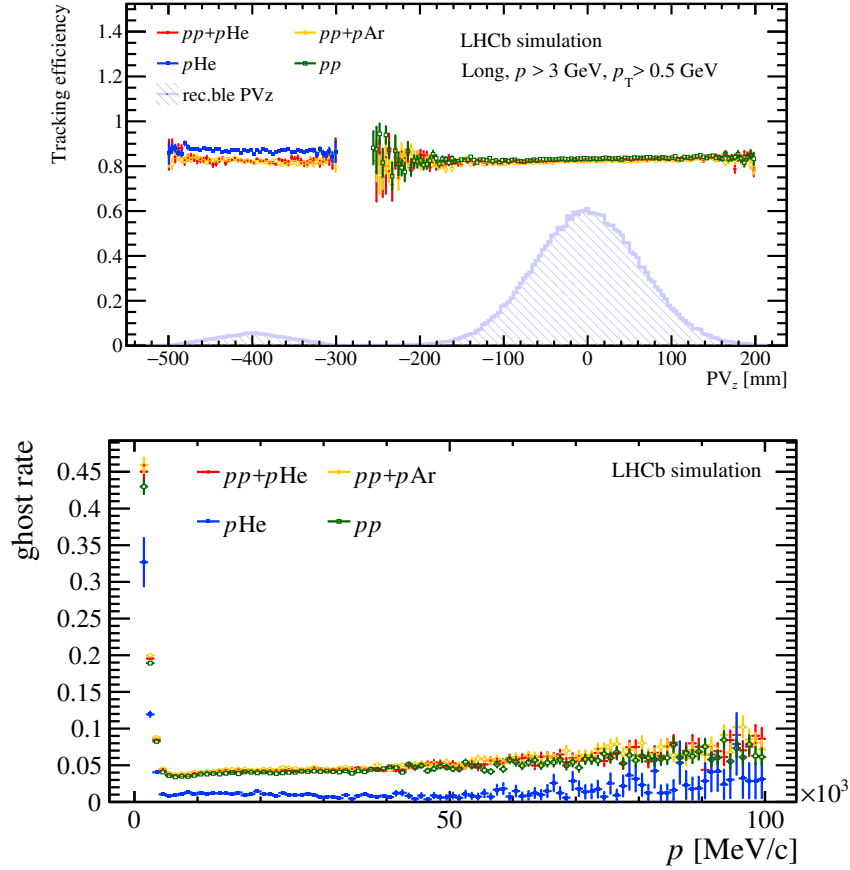 1.4
1.2
1
0.8
0.6
0.4
0.2
0
Tracking efficiency
pp+pHe
pp+pAr
pHe
pp
rec.ble PVz
LHCb simulation
Long, p > 3 GeV, p_T > 0.5 GeV
−500 −400 −300 −200 −100 0 100 200
PV_z [mm]
ghost rate
0.45
0.4
0.35
0.3
0.25
0.2
0.15
0.1
0.05
0
pp+pHe
pp+pAr
pHe
pp
LHCb simulation
0 50 100
×10³
p [MeV/c]